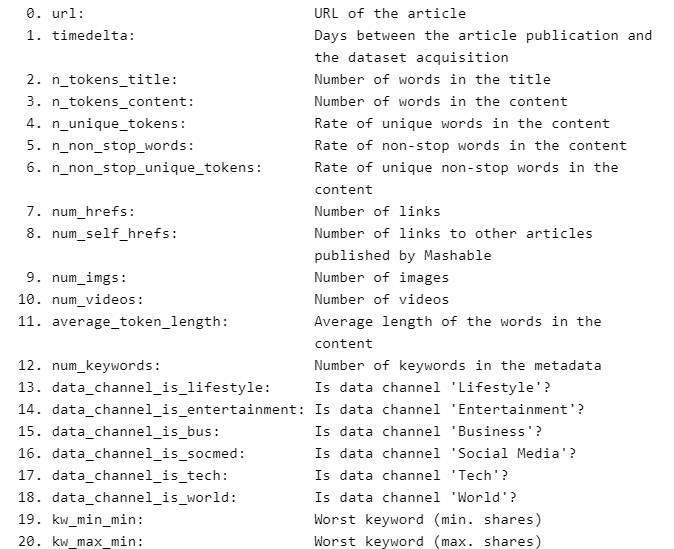 0. url: URL of the article
1. timedelta: Days between the article publication and
the dataset acquisition
2. n_tokens_title: Number of words in the title
3. n_tokens_content: Number of words in the content
4. n_unique_tokens: Rate of unique words in the content
5. n_non_stop_words: Rate of non-stop words in the content
6. n_non_stop_unique_tokens: Rate of unique non-stop words in the
content
7. num_hrefs: Number of links
8. num_self_hrefs: Number of links to other articles
published by Mashable
9. num_imgs: Number of images
10. num_videos: Number of videos
11. average_token_length: Average length of the words in the
content
12. num_keywords: Number of keywords in the metadata
13. data_channel_is_lifestyle: Is data channel 'Lifestyle'?
14. data_channel_is_entertainment: Is data channel 'Entertainment'?
15. data_channel_is_bus: Is data channel 'Business'?
16. data_channel_is_socmed: Is data channel 'Social Media'?
17. data_channel_is_tech: Is data channel 'Tech'?
18. data_channel_is_world: Is data channel 'World'?
19. kw_min_min: Worst keyword (min. shares)
20. kw_max_min: Worst keyword (max. shares)